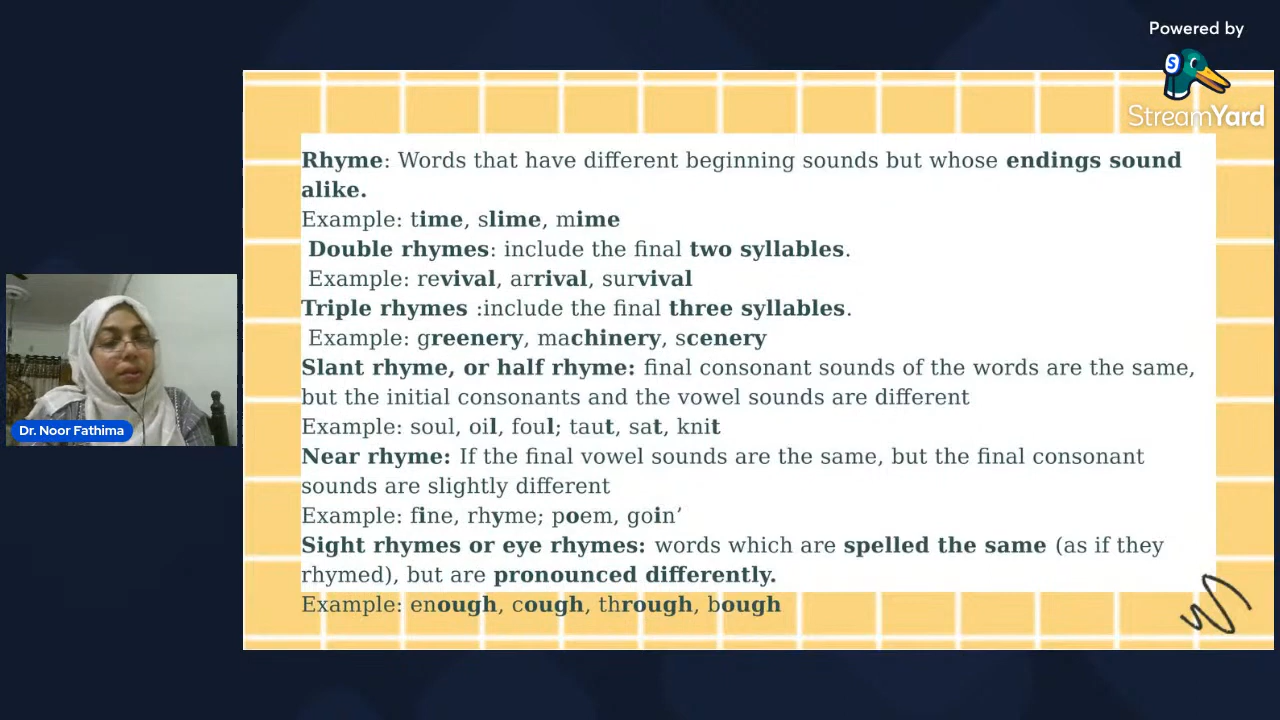 Powered by
StreamYard
Rhyme: Words that have different beginning sounds but whose endings sound
alike.
Example: time, slime, mime
Double rhymes: include the final two syllables.
Example: revival, arrival, survival
Triple rhymes :include the final three syllables.
Example: greenery, machinery, scenery
Slant rhyme, or half rhyme: final consonant sounds of the words are the same,
but the initial consonants and the vowel sounds are different
Example: soul, oil, foul; taut, sat, knit
Near rhyme: If the final vowel sounds are the same, but the final consonant
sounds are slightly different
Example: fine, rhyme; poem, goin’
Sight rhymes or eye rhymes: words which are spelled the same (as if they
rhymed), but are pronounced differently.
Example: enough, cough, through, bough
Dr. Noor Fathima